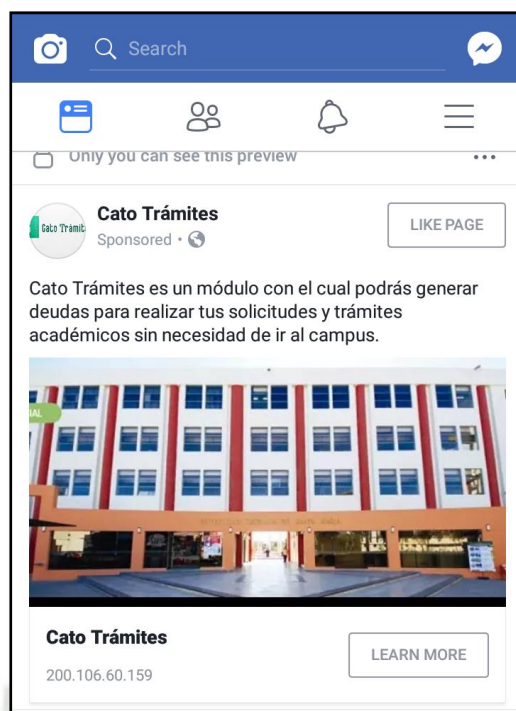 Search
Only you can see this preview
Cato Trámit
Cato Trámites
Sponsored
LIKE PAGE
Cato Trámites es un módulo con el cual podrás generar
deudas para realizar tus solicitudes y trámites
académicos sin necesidad de ir al campus.
IAL
Cato Trámites
200.106.60.159
LEARN MORE